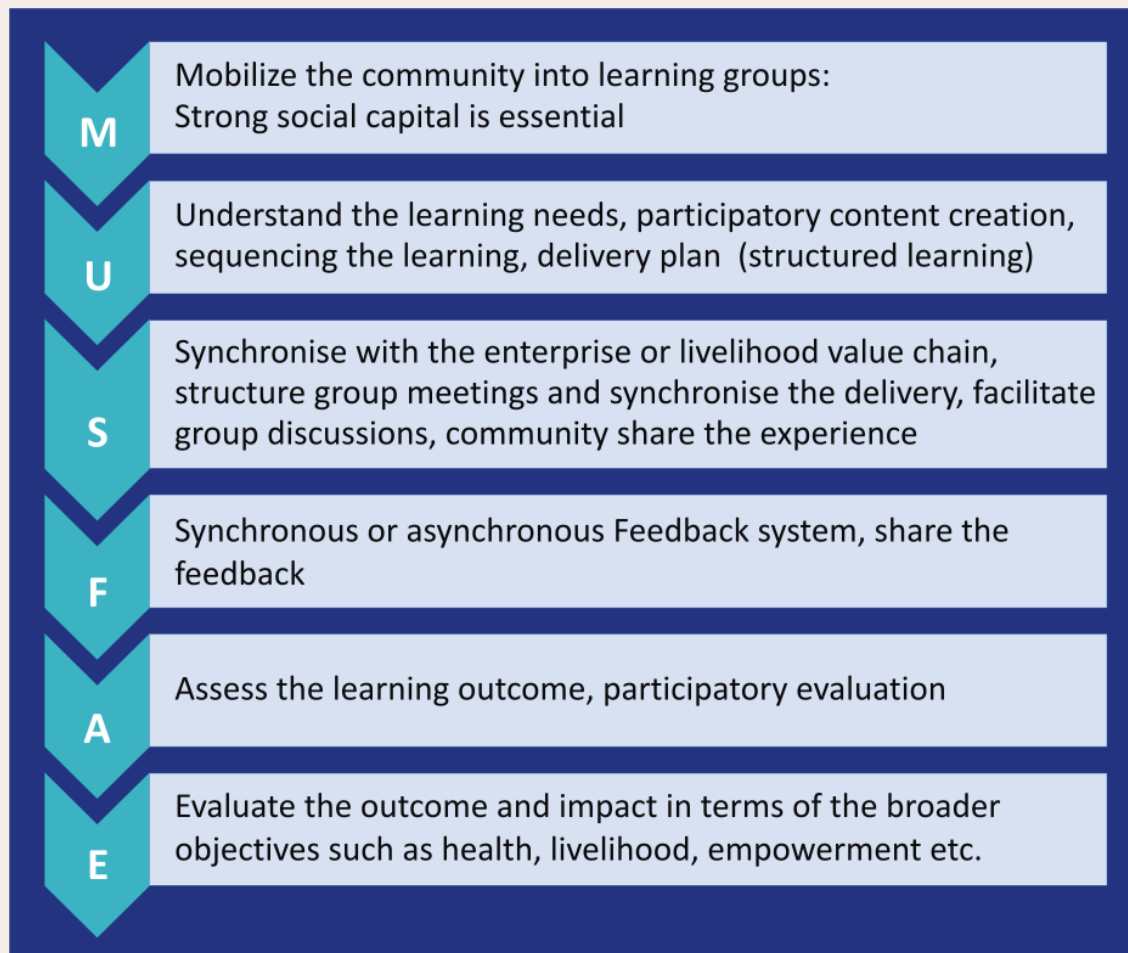 M
Mobilize the community into learning groups:
Strong social capital is essential
U
Understand the learning needs, participatory content creation,
sequencing the learning, delivery plan  (structured learning)
S
Synchronise with the enterprise or livelihood value chain,
structure group meetings and synchronise the delivery, facilitate
group discussions, community share the experience
F
Synchronous or asynchronous Feedback system, share the
feedback
A
Assess the learning outcome, participatory evaluation
E
Evaluate the outcome and impact in terms of the broader
objectives such as health, livelihood, empowerment etc.